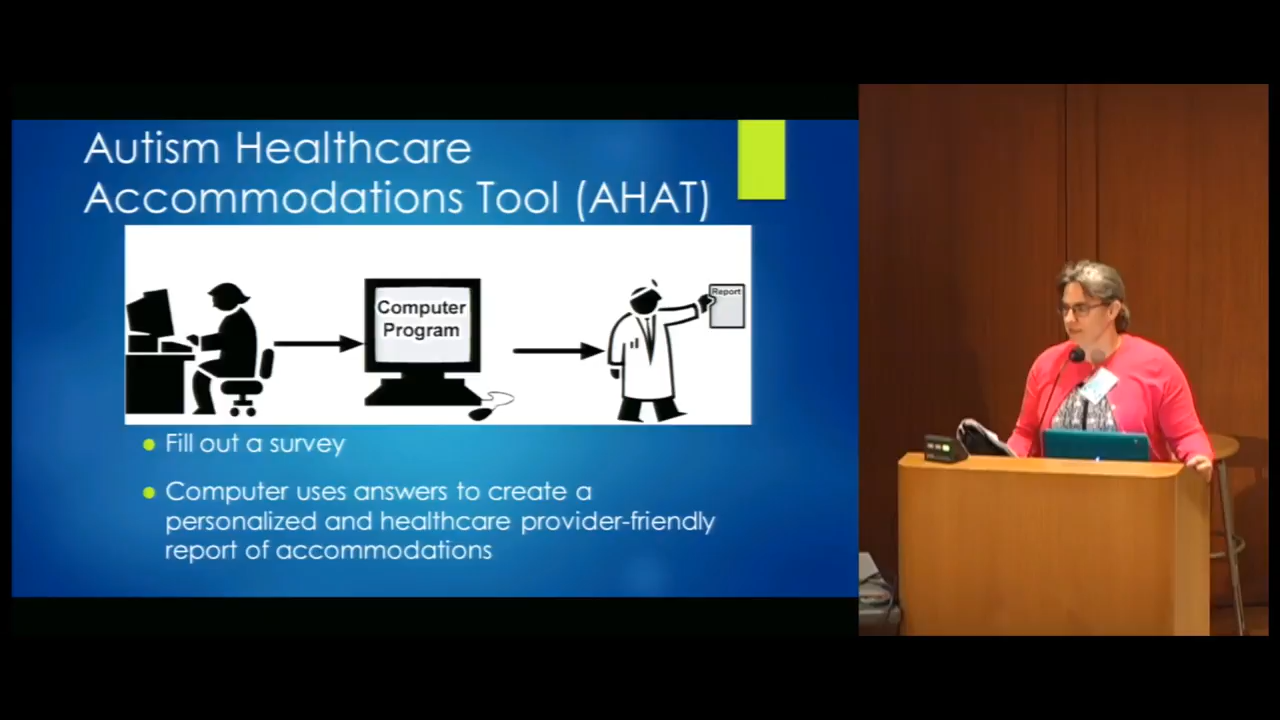 Autism Healthcare
Accommodations Tool (AHAT)
Computer
Program
Report
Fill out a survey
Computer uses answers to create a
personalized and healthcare provider-friendly
report of accommodations